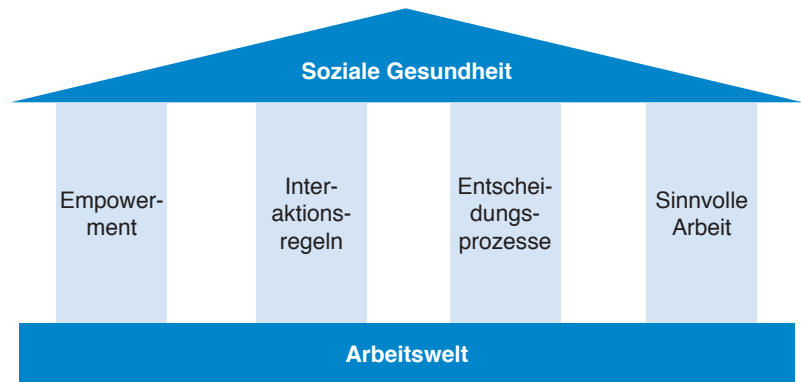 Soziale Gesundheit
Empower-
ment
Inter-
aktions-
regeln
Entschei-
dungs-
prozesse
Sinnvolle
Arbeit
Arbeitswelt